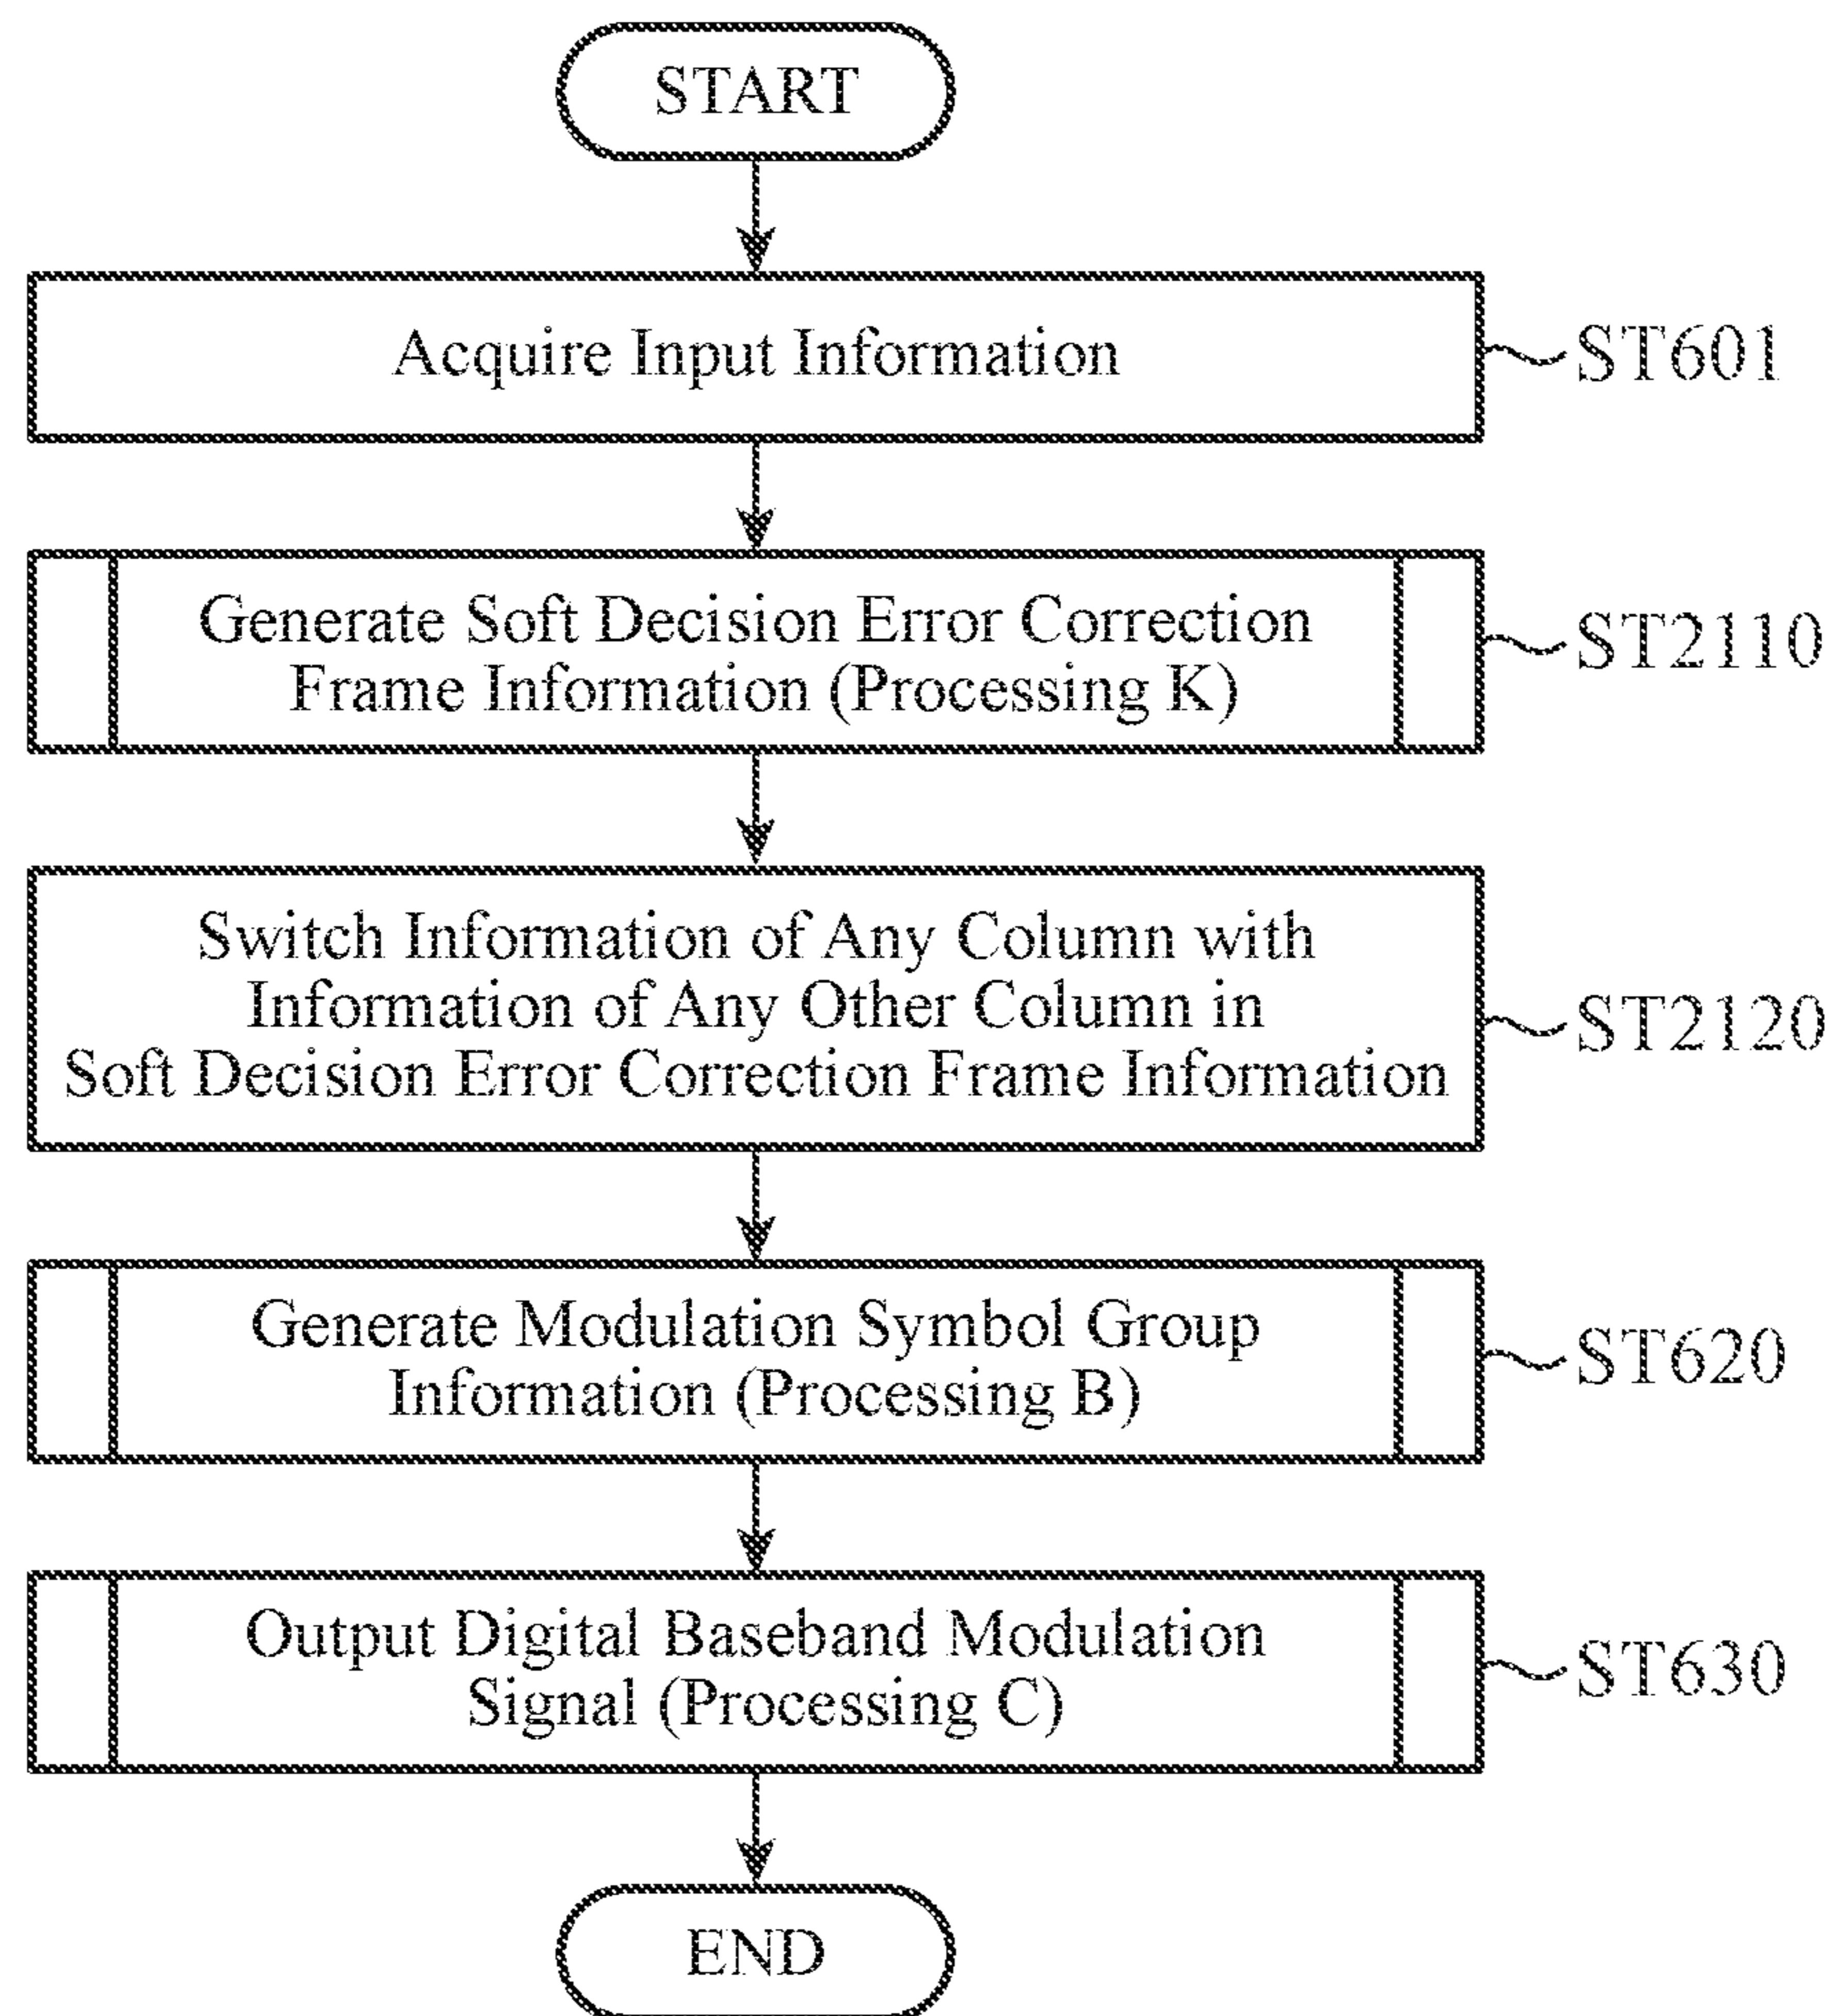 START
Acquire Input Information
ST601
Generate Soft Decision Error Correction
Frame Information (Processing K)
ST2110
Switch Information of Any Column with
Information of Any Other Column in
Soft Decision Error Correction Frame Information
ST2120
Generate Modulation Symbol Group
Information (Processing B)
ST620
Output Digital Baseband Modulation
Signal (Processing C)
ST630
END